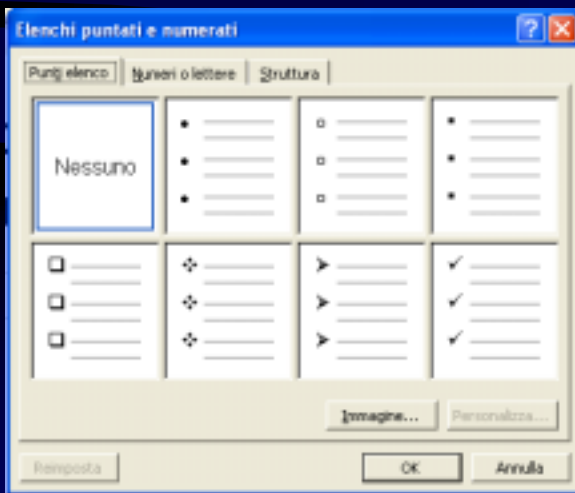 Elenchi puntati e numerati
Punti elenco Numeri o lettere Struttura
Nessuno
Immagine... Personalizza...
Reimposta OK Annulla